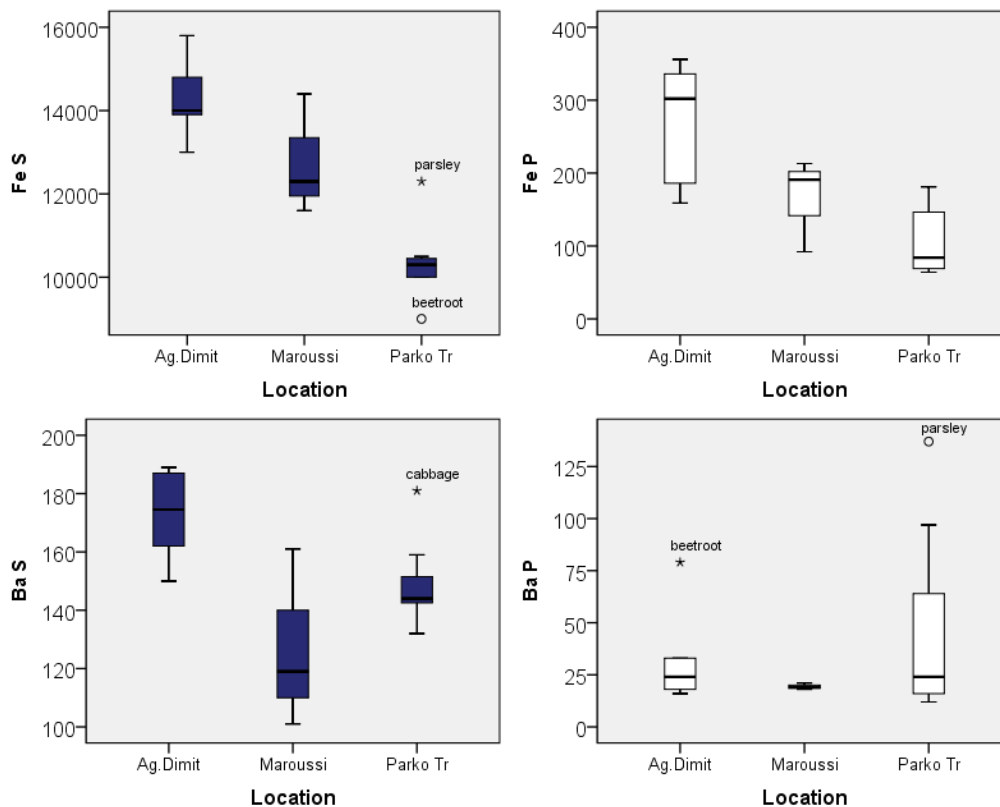 Fe S
16000
14000
12000
10000
parsley
beetroot
Ag.Dimit Maroussi Parko Tr
Location
Fe P
400
300
200
100
0
Ag.Dimit Maroussi Parko Tr
Location
Ba S
200
180
160
140
120
100
cabbage
Ag.Dimit Maroussi Parko Tr
Location
Ba P
125
100
75
50
25
0
parsley
beetroot
Ag.Dimit Maroussi Parko Tr
Location